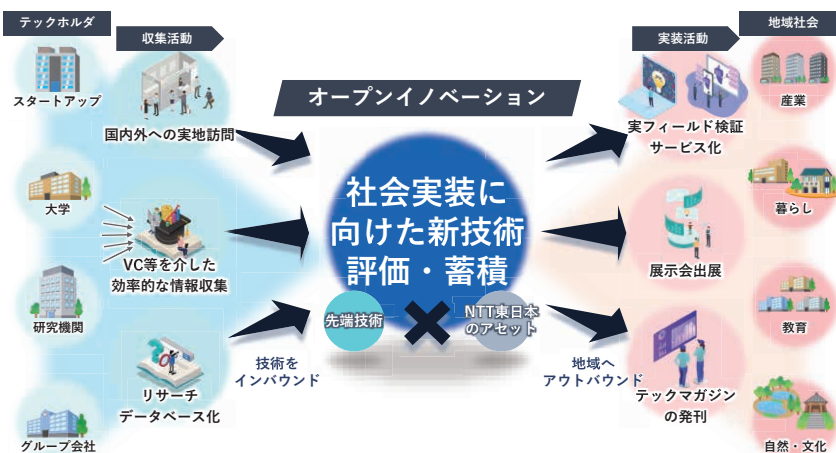 テックホルダ
収集活動
スタートアップ
大学
研究機関
グループ会社
国内外への実地訪問
VC等を介した
効率的な情報収集
リサーチ
データベース化
技術を
インバウンド
オープンイノベーション
社会実装に
向けた新技術
評価・蓄積
先端技術
NTT東日本
のアセット
地域へ
アウトバウンド
実装活動
実フィールド検証
サービス化
展示会出展
テックマガジン
の発刊
地域社会
産業
暮らし
教育
自然・文化